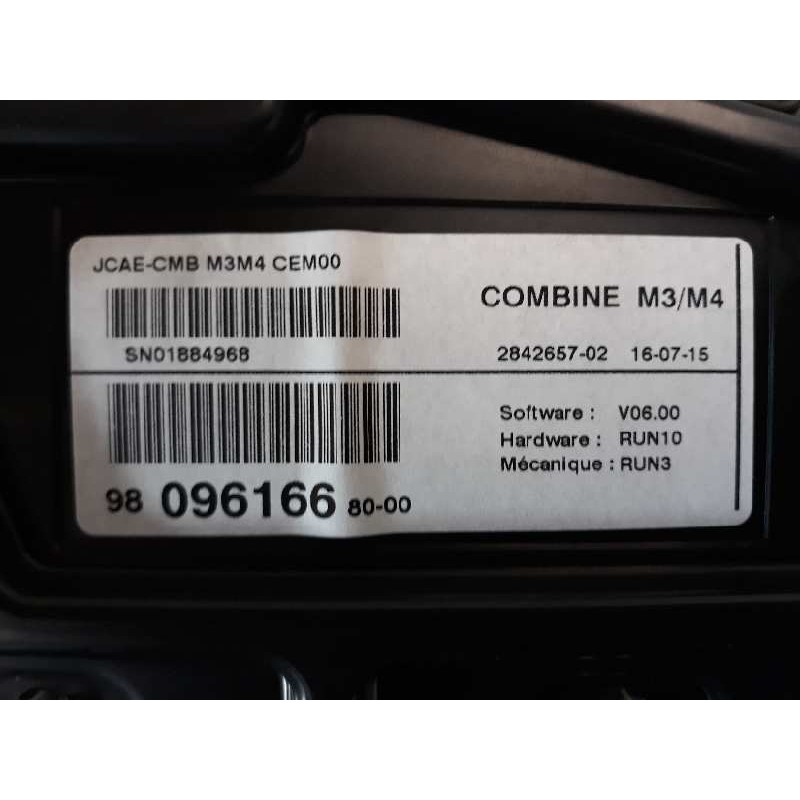 JCAE-CMB M3M4 CEM00
COMBINE M3/M4
SN01884968
2842657-02 16-07-15
Software : V06.00
Hardware : RUN10
Mécanique : RUN3
98 096166 80-00